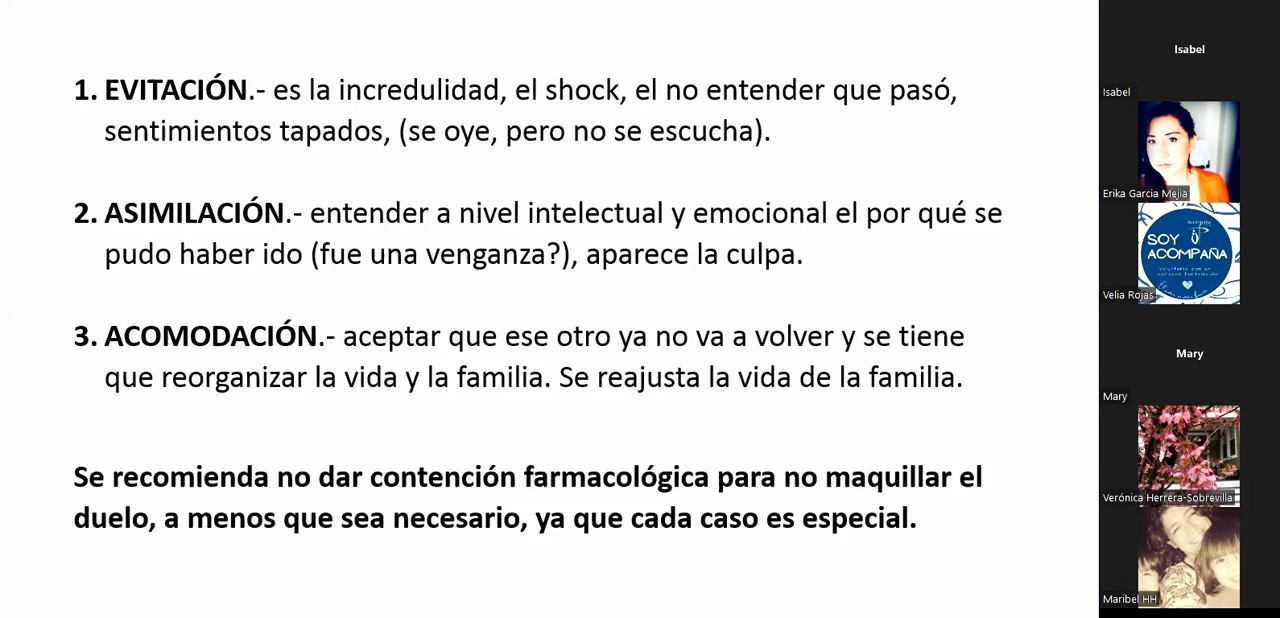 1. EVITACIÓN.- es la incredulidad, el shock, el no entender que pasó,
sentimientos tapados, (se oye, pero no se escucha).
2. ASIMILACIÓN.- entender a nivel intelectual y emocional el por qué se
pudo haber ido (fue una venganza?), aparece la culpa.
3. ACOMODACIÓN.- aceptar que ese otro ya no va a volver y se tiene
que reorganizar la vida y la familia. Se reajusta la vida de la familia.
Se recomienda no dar contención farmacológica para no maquillar el
duelo, a menos que sea necesario, ya que cada caso es especial.
Isabel
Isabel
Erika Garcia Mejia
SOY
ACOMPAÑA
Velia Rojas
Mary
Mary
Verónica Herrera-Sobrevilla
Maribel HH